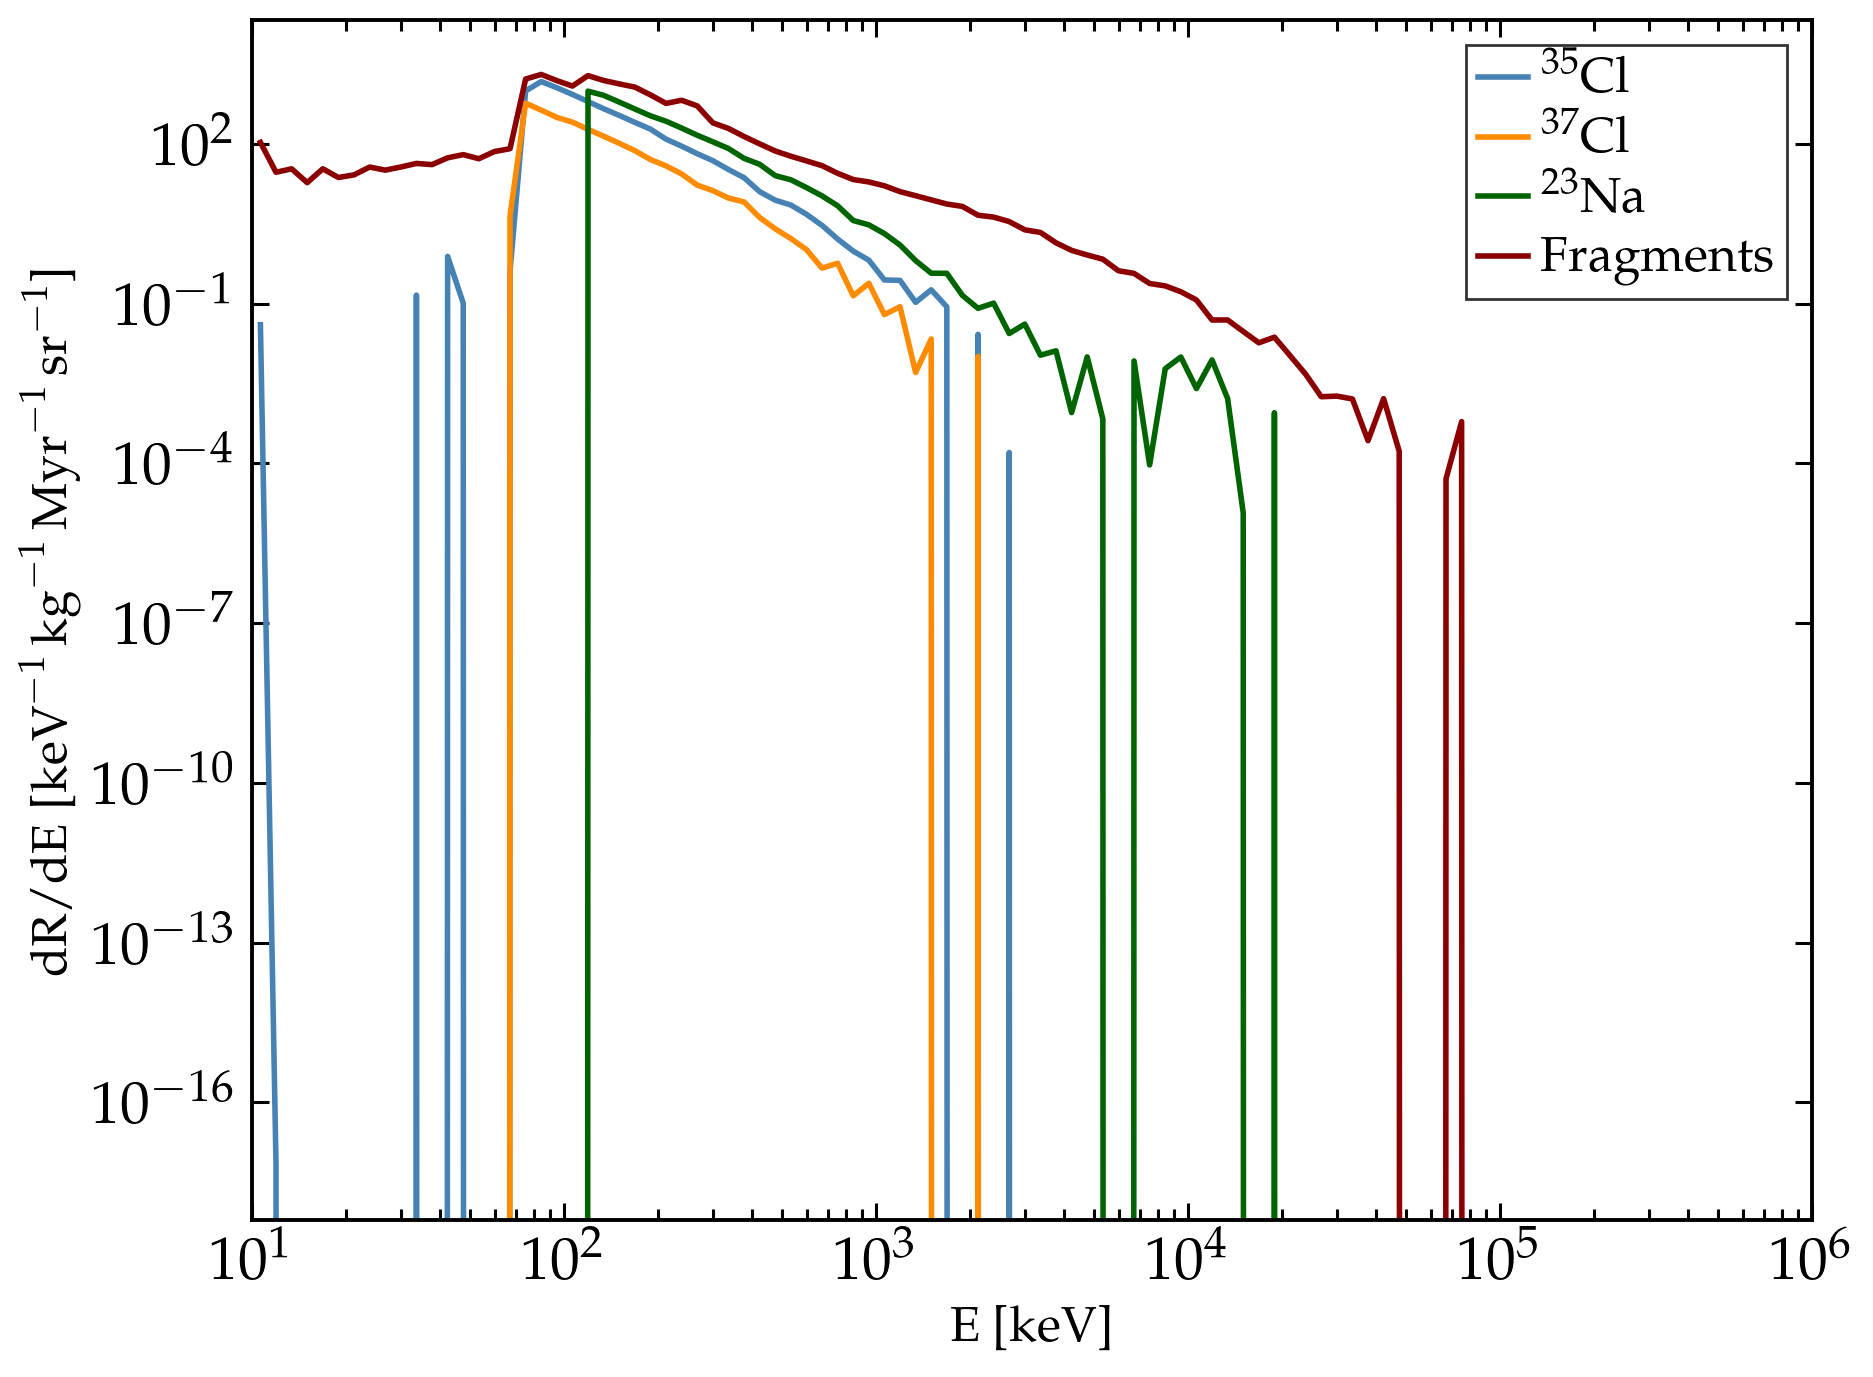 ³⁵Cl
³⁷Cl
²³Na
Fragments
dR/dE [keV⁻¹ kg⁻¹ Myr⁻¹ sr⁻¹]
10²
10⁻¹
10⁻⁴
10⁻⁷
10⁻¹⁰
10⁻¹³
10⁻¹⁶
10¹ 10² 10³ 10⁴ 10⁵ 10⁶
E [keV]